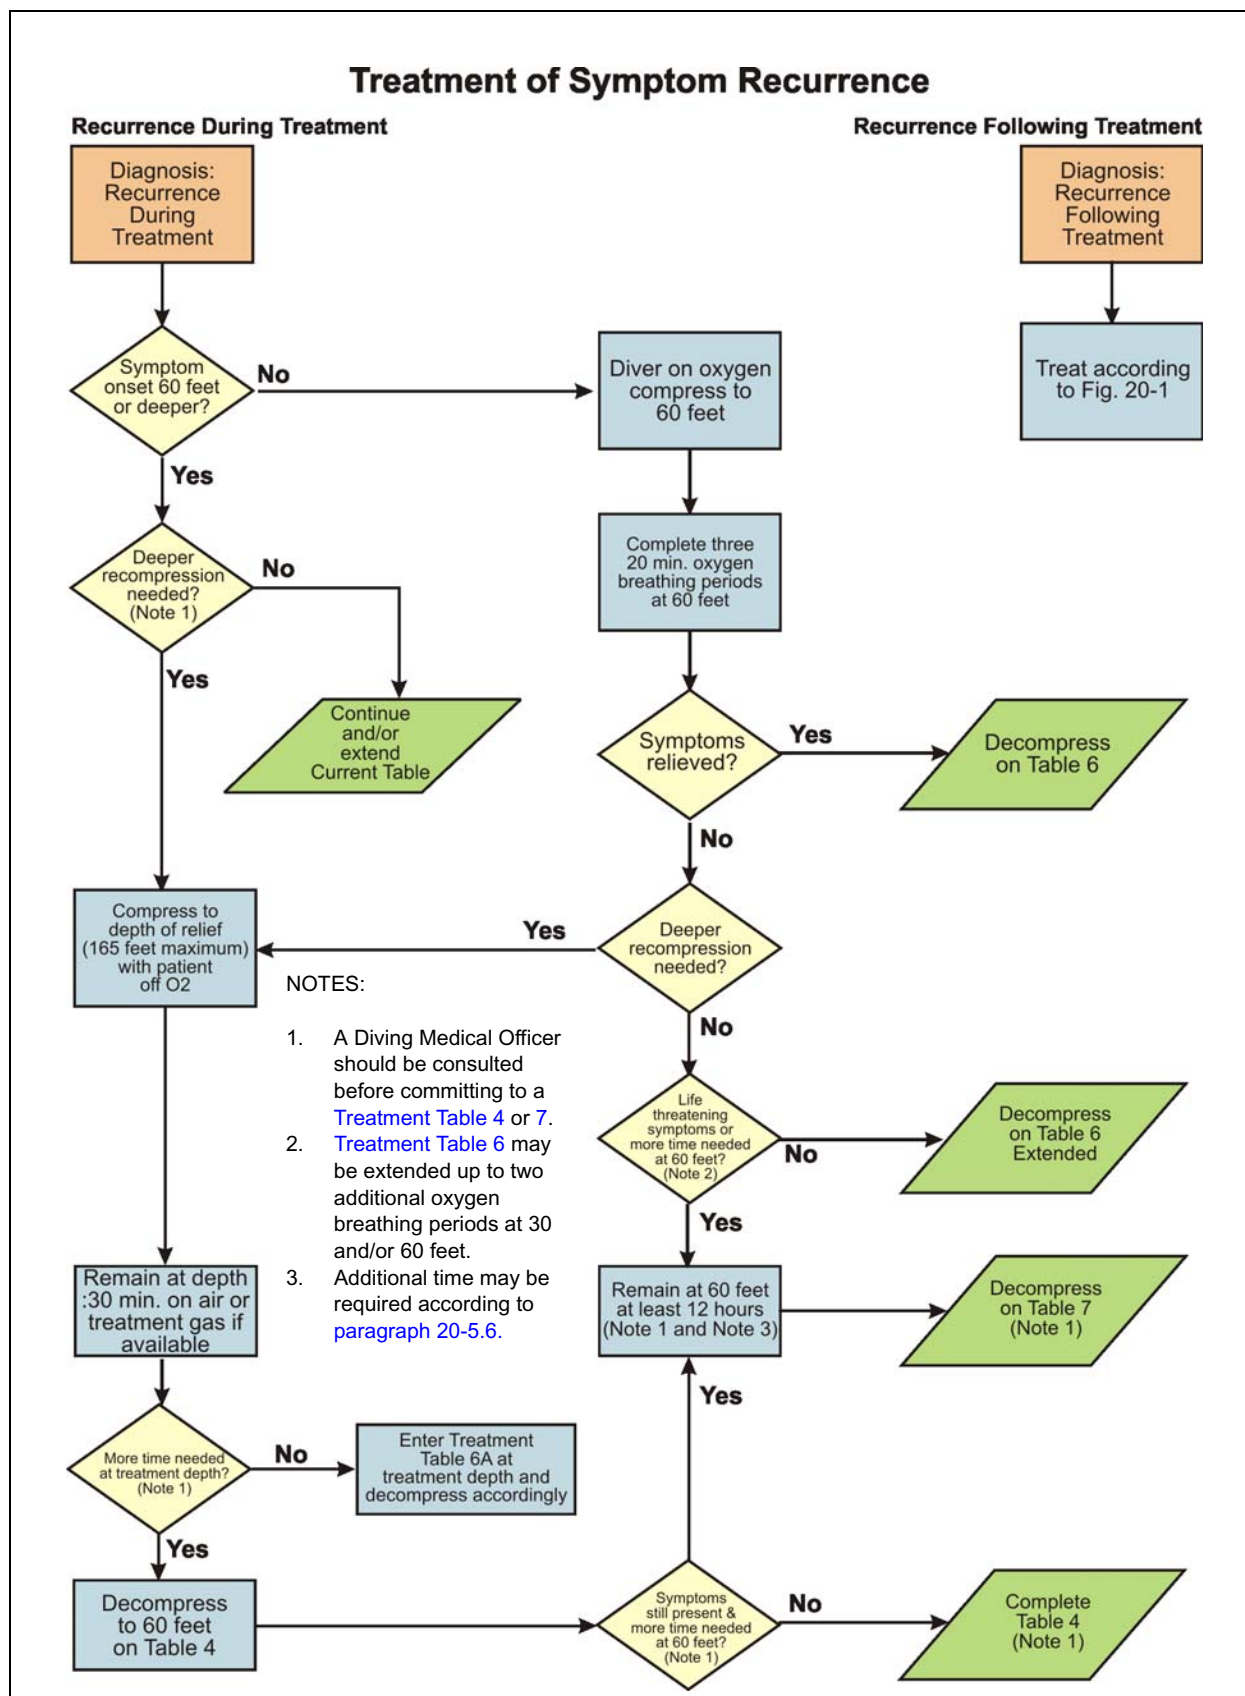 Treatment of Symptom Recurrence
Recurrence During Treatment
Recurrence Following Treatment
Diagnosis:
Recurrence
During
Treatment
Diagnosis:
Recurrence
Following
Treatment
Symptom
onset 60 feet
or deeper?
No
Diver on oxygen
compress to
60 feet
Treat according
to Fig. 20-1
Yes
Deeper
recompression
needed?
(Note 1)
No
Complete three
20 min. oxygen
breathing periods
at 60 feet
Yes
Continue
and/or
extend
Current Table
Symptoms
relieved?
Yes
Decompress
on Table 6
No
Compress to
depth of relief
(165 feet maximum)
with patient
off O2
Yes
Deeper
recompression
needed?
NOTES:
1. A Diving Medical Officer
should be consulted
before committing to a
Treatment Table 4 or 7.
2. Treatment Table 6 may
be extended up to two
additional oxygen
breathing periods at 30
and/or 60 feet.
3. Additional time may be
required according to
paragraph 20-5.6.
No
Life
threatening
symptoms or
more time needed
at 60 feet?
(Note 2)
No
Decompress
on Table 6
Extended
Yes
Remain at depth
:30 min. on air or
treatment gas if
available
Remain at 60 feet
at least 12 hours
(Note 1 and Note 3)
Decompress
on Table 7
(Note 1)
Yes
More time needed
at treatment depth?
(Note 1)
No
Enter Treatment
Table 6A at
treatment depth and
decompress accordingly
Yes
Decompress
to 60 feet
on Table 4
Symptoms
still present &
more time needed
at 60 feet?
(Note 1)
No
Complete
Table 4
(Note 1)